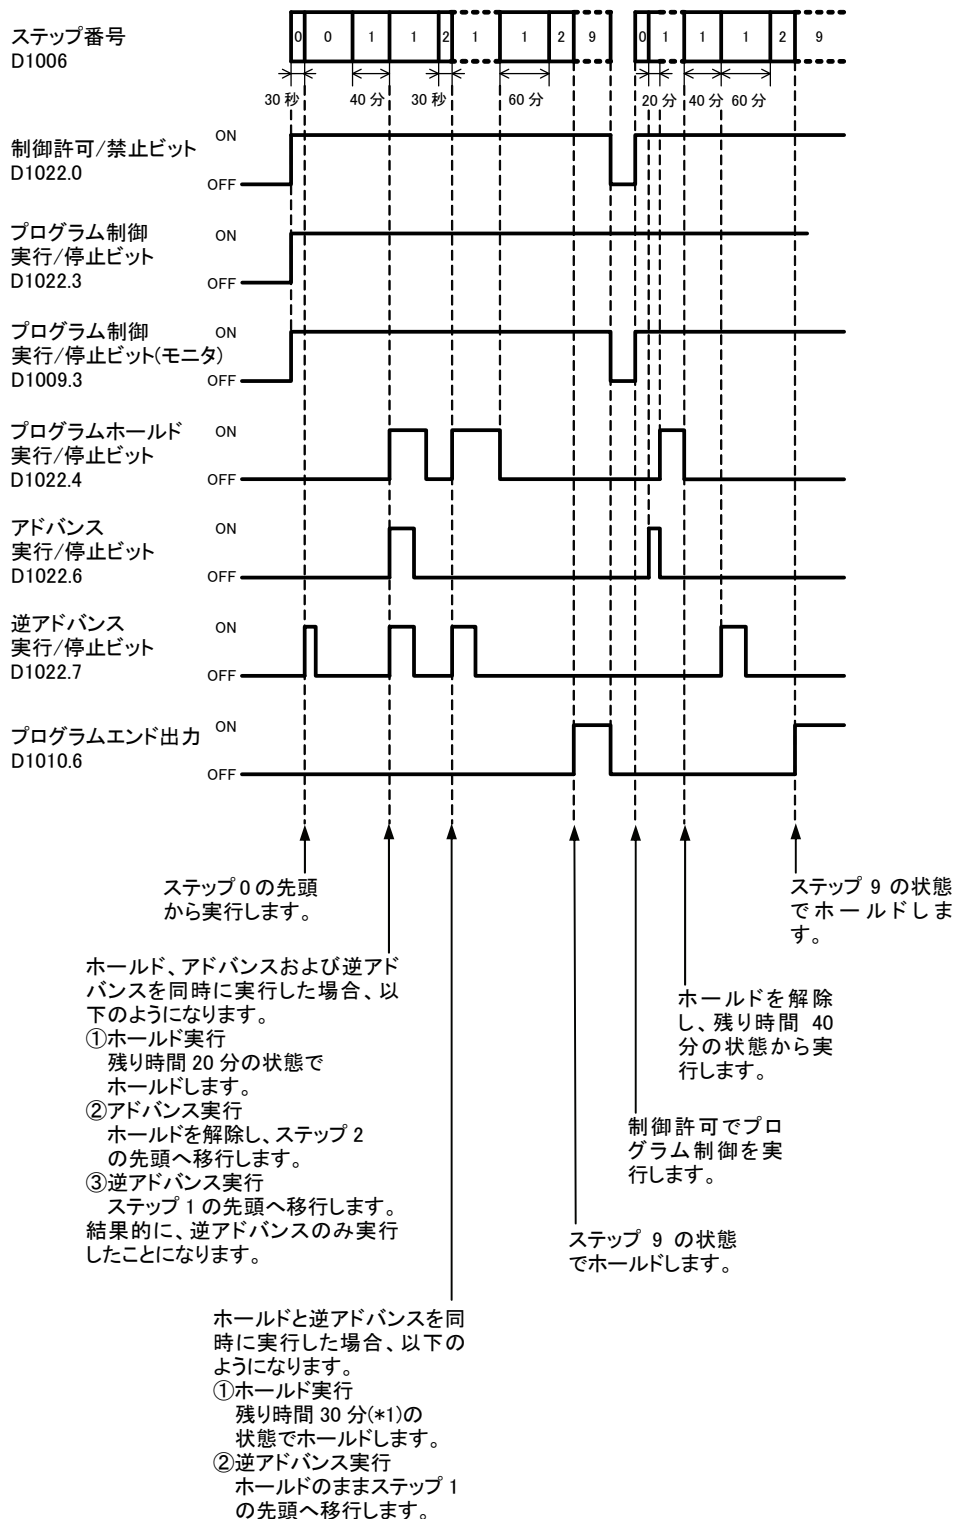 ステップ番号
D1006
0 0 1 1 2 1 1 2 9 0 1 1 1 2 9
30 秒 40 分 30 秒 60 分 20 分 40 分 60 分
制御許可/禁止ビット
D1022.0
ON
OFF
プログラム制御
実行/停止ビット
D1022.3
ON
OFF
プログラム制御
実行/停止ビット(モニタ)
D1009.3
ON
OFF
プログラムホールド
実行/停止ビット
D1022.4
ON
OFF
アドバンス
実行/停止ビット
D1022.6
ON
OFF
逆アドバンス
実行/停止ビット
D1022.7
ON
OFF
プログラムエンド出力
D1010.6
ON
OFF
ステップ 0 の先頭
から実行します。
ホールド、アドバンスおよび逆アド
バンスを同時に実行した場合、以
下のようになります。
①ホールド実行
残り時間 20 分の状態で
ホールドします。
②アドバンス実行
ホールドを解除し、ステップ 2
の先頭へ移行します。
③逆アドバンス実行
ステップ 1 の先頭へ移行します。
結果的に、逆アドバンスのみ実行
したことになります。
ホールドと逆アドバンスを同
時に実行した場合、以下の
ようになります。
①ホールド実行
残り時間 30 分(*1)の
状態でホールドします。
②逆アドバンス実行
ホールドのままステップ 1
の先頭へ移行します。
ステップ 9 の状態
でホールドします。
制御許可でプロ
グラム制御を実
行します。
ホールドを解除
し、残り時間 40
分の状態から実
行します。
ステップ 9 の状態
でホールドしま
す。